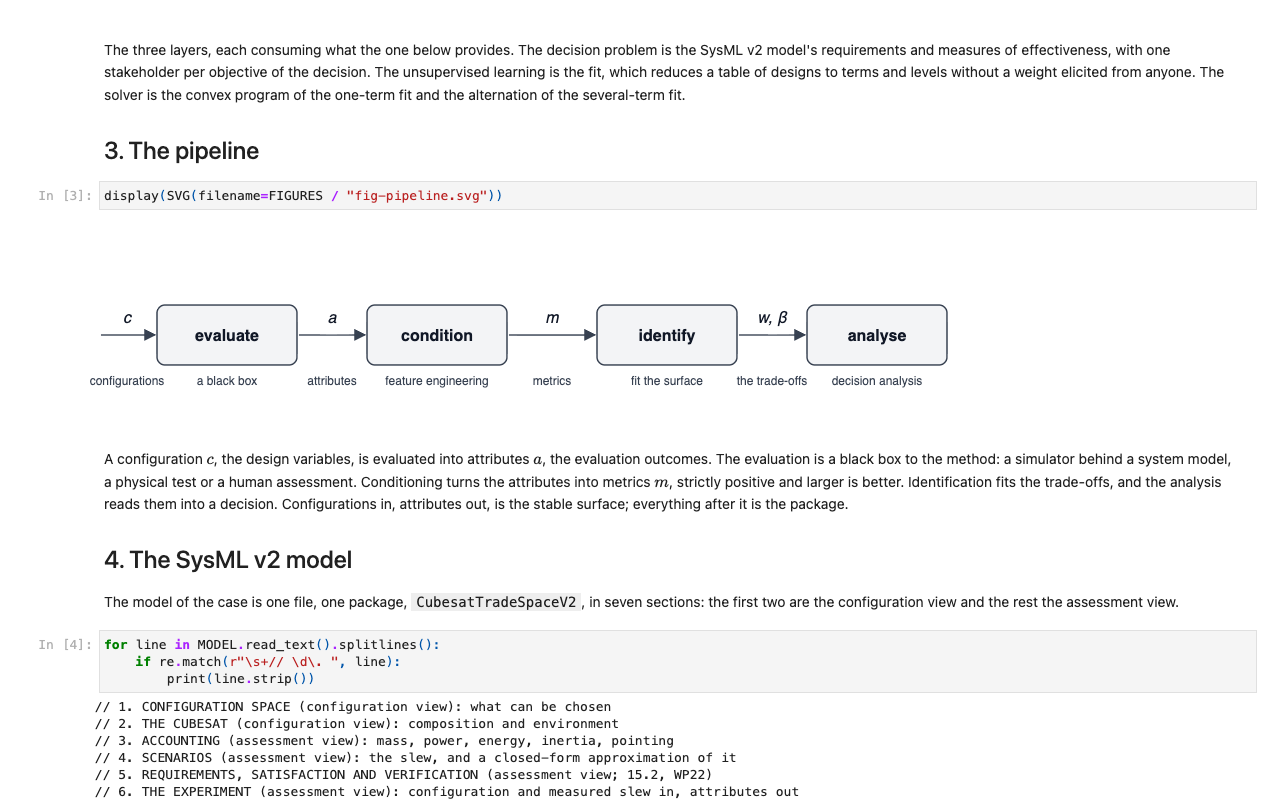 The three layers, each consuming what the one below provides. The decision problem is the SysML v2 model's requirements and measures of effectiveness, with one
stakeholder per objective of the decision. The unsupervised learning is the fit, which reduces a table of designs to terms and levels without a weight elicited from anyone. The
solver is the convex program of the one-term fit and the alternation of the several-term fit.
3. The pipeline
In [3]: display(SVG(filename=FIGURES / "fig-pipeline.svg"))
c a m w, β
evaluate condition identify analyse
configurations a black box attributes feature engineering metrics fit the surface the trade-offs decision analysis
A configuration c, the design variables, is evaluated into attributes a, the evaluation outcomes. The evaluation is a black box to the method: a simulator behind a system model,
a physical test or a human assessment. Conditioning turns the attributes into metrics m, strictly positive and larger is better. Identification fits the trade-offs, and the analysis
reads them into a decision. Configurations in, attributes out, is the stable surface; everything after it is the package.
4. The SysML v2 model
The model of the case is one file, one package, CubesatTradeSpaceV2 , in seven sections: the first two are the configuration view and the rest the assessment view.
In [4]: for line in MODEL.read_text().splitlines():
    if re.match(r"\s+// \d\. ", line):
        print(line.strip())
// 1. CONFIGURATION SPACE (configuration view): what can be chosen
// 2. THE CUBESAT (configuration view): composition and environment
// 3. ACCOUNTING (assessment view): mass, power, energy, inertia, pointing
// 4. SCENARIOS (assessment view): the slew, and a closed-form approximation of it
// 5. REQUIREMENTS, SATISFACTION AND VERIFICATION (assessment view; 15.2, WP22)
// 6. THE EXPERIMENT (assessment view): configuration and measured slew in, attributes out